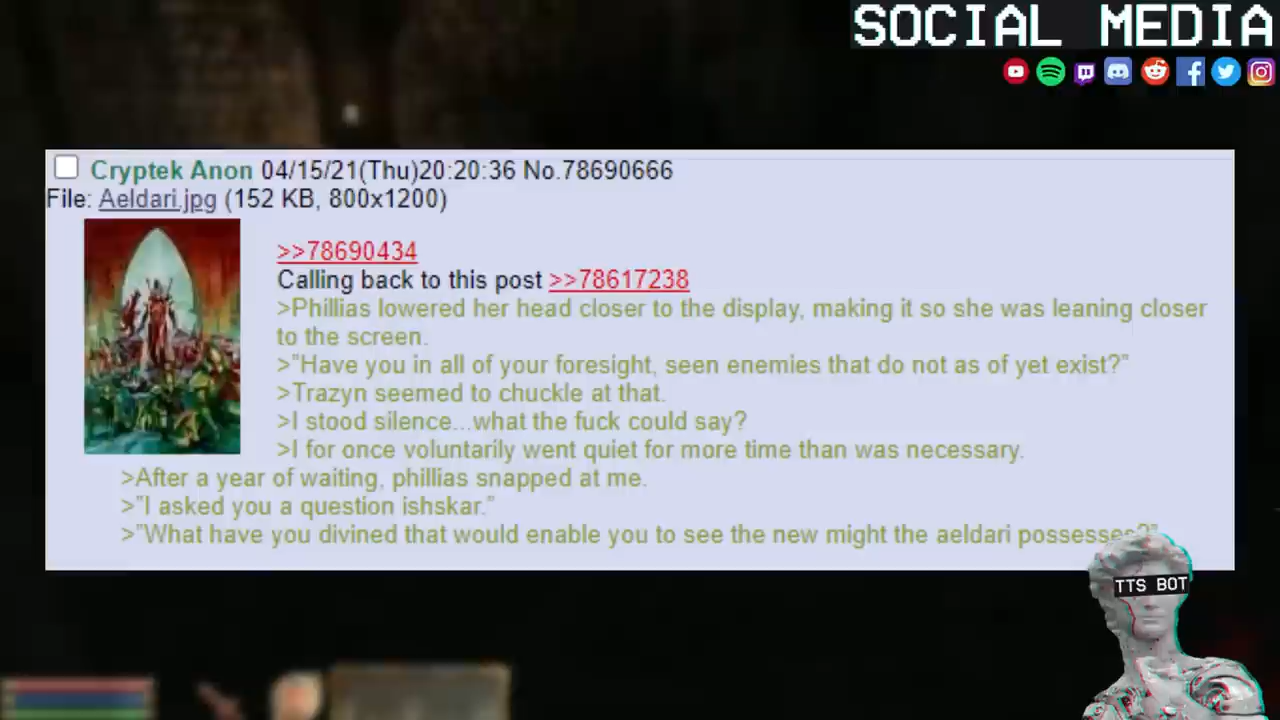 SOCIAL MEDIA
Cryptek Anon 04/15/21(Thu)20:20:36 No.78690666
File: Aeldari.jpg (152 KB, 800x1200)
>>78690434
Calling back to this post >>78617238
>Phillias lowered her head closer to the display, making it so she was leaning closer
to the screen.
>"Have you in all of your foresight, seen enemies that do not as of yet exist?"
>Trazyn seemed to chuckle at that.
>I stood silence...what the fuck could say?
>I for once voluntarily went quiet for more time than was necessary.
>After a year of waiting, phillias snapped at me.
>"I asked you a question ishskar."
>"What have you divined that would enable you to see the new might the aeldari possesses?"
TTS BOT